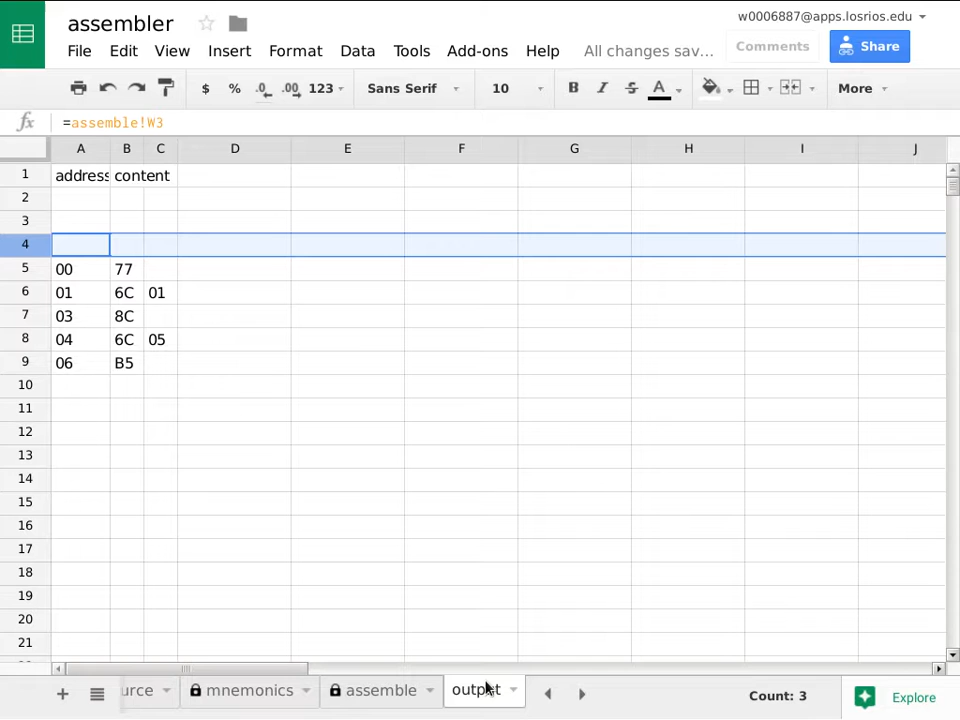 assembler
w0006887@apps.losrios.edu
File Edit View Insert Format Data Tools Add-ons Help All changes sav... Comments Share
$ % .0 .00 123 Sans Serif 10 B I S A More
fx =assemble!W3
A B C D E F G H I J
1 address content
2
3
4
5 00 77
6 01 6C 01
7 03 8C
8 04 6C 05
9 06 B5
10
11
12
13
14
15
16
17
18
19
20
21
urce mnemonics assemble output Count: 3 Explore